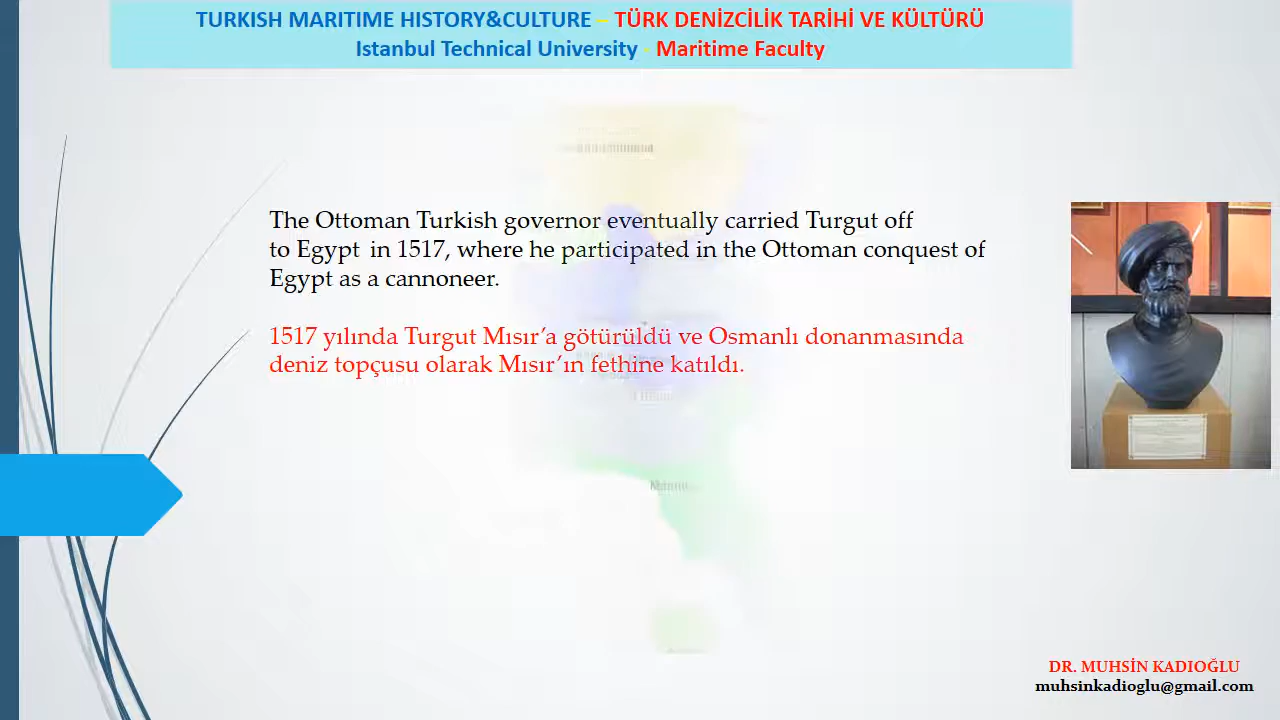 TURKISH MARITIME HISTORY&CULTURE – TÜRK DENİZCİLİK TARİHİ VE KÜLTÜRÜ
Istanbul Technical University - Maritime Faculty
The Ottoman Turkish governor eventually carried Turgut off
to Egypt in 1517, where he participated in the Ottoman conquest of
Egypt as a cannoneer.
1517 yılında Turgut Mısır’a götürüldü ve Osmanlı donanmasında
deniz topçusu olarak Mısır’ın fethine katıldı.
DR. MUHSİN KADIOĞLU
muhsinkadioglu@gmail.com